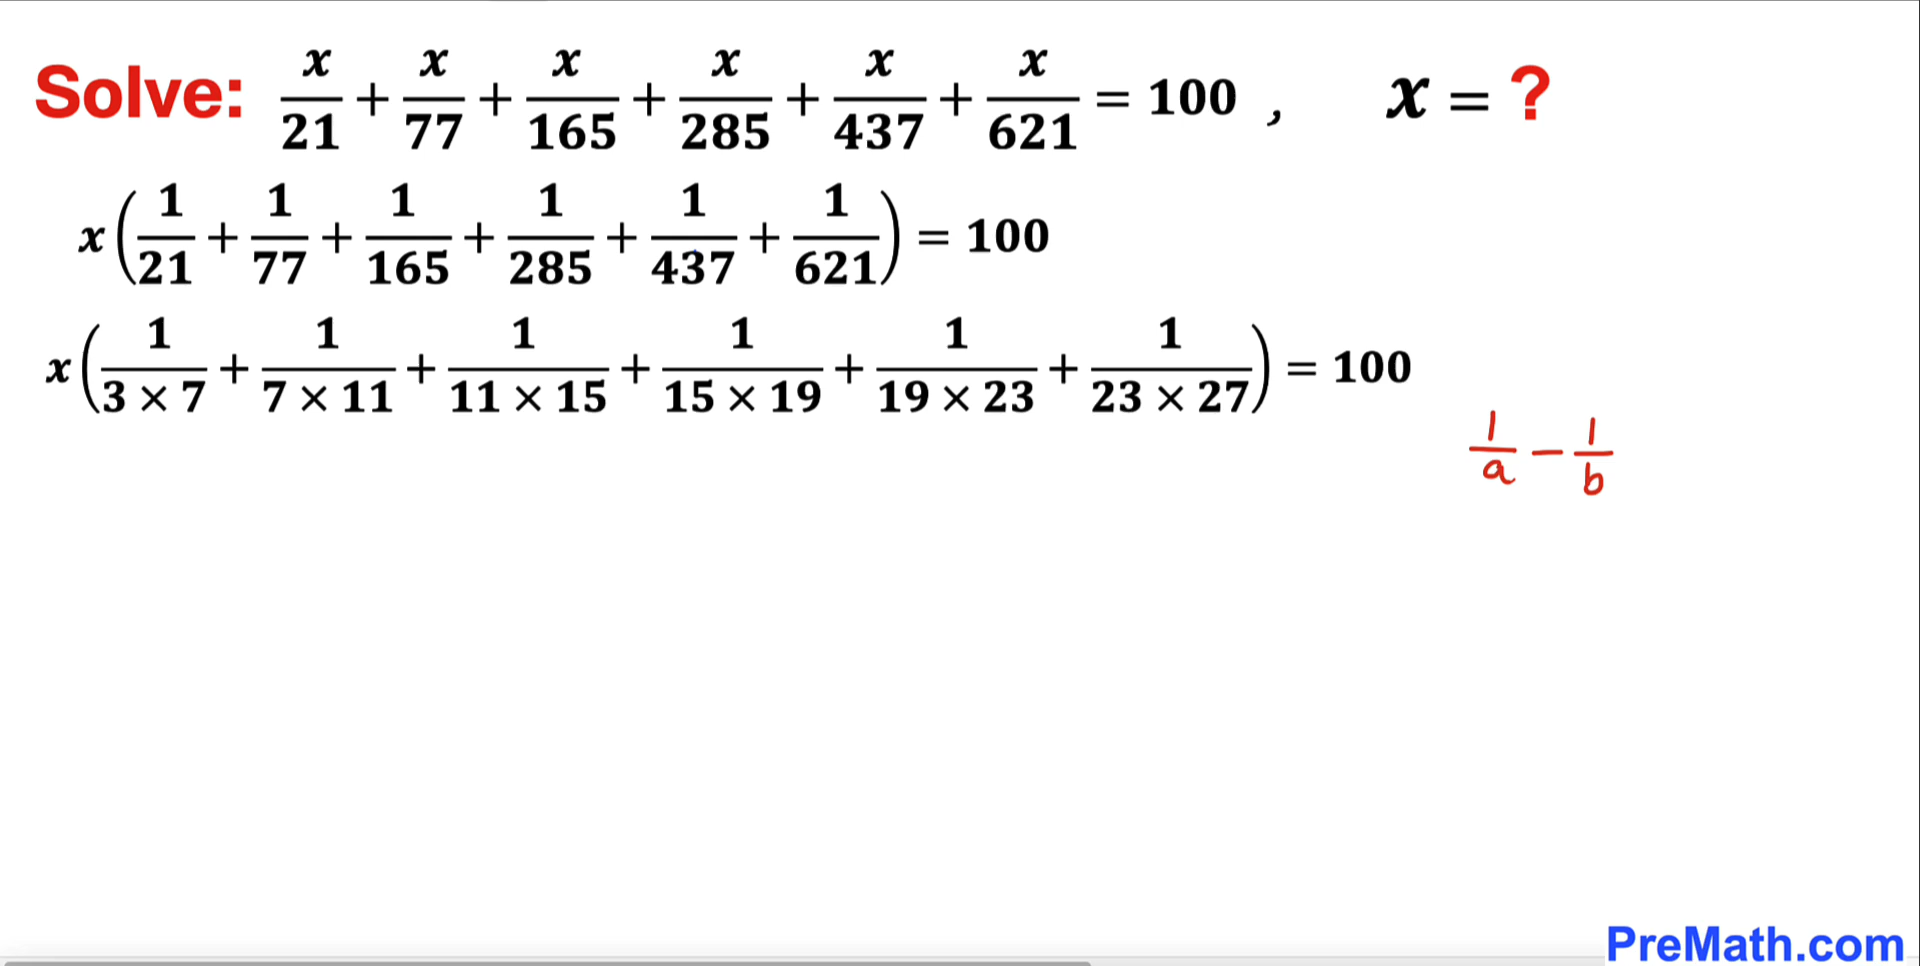 Solve: x/21 + x/77 + x/165 + x/285 + x/437 + x/621 = 100 , x = ?
x(1/21 + 1/77 + 1/165 + 1/285 + 1/437 + 1/621) = 100
x(1/(3 × 7) + 1/(7 × 11) + 1/(11 × 15) + 1/(15 × 19) + 1/(19 × 23) + 1/(23 × 27)) = 100
1/a − 1/b
PreMath.com